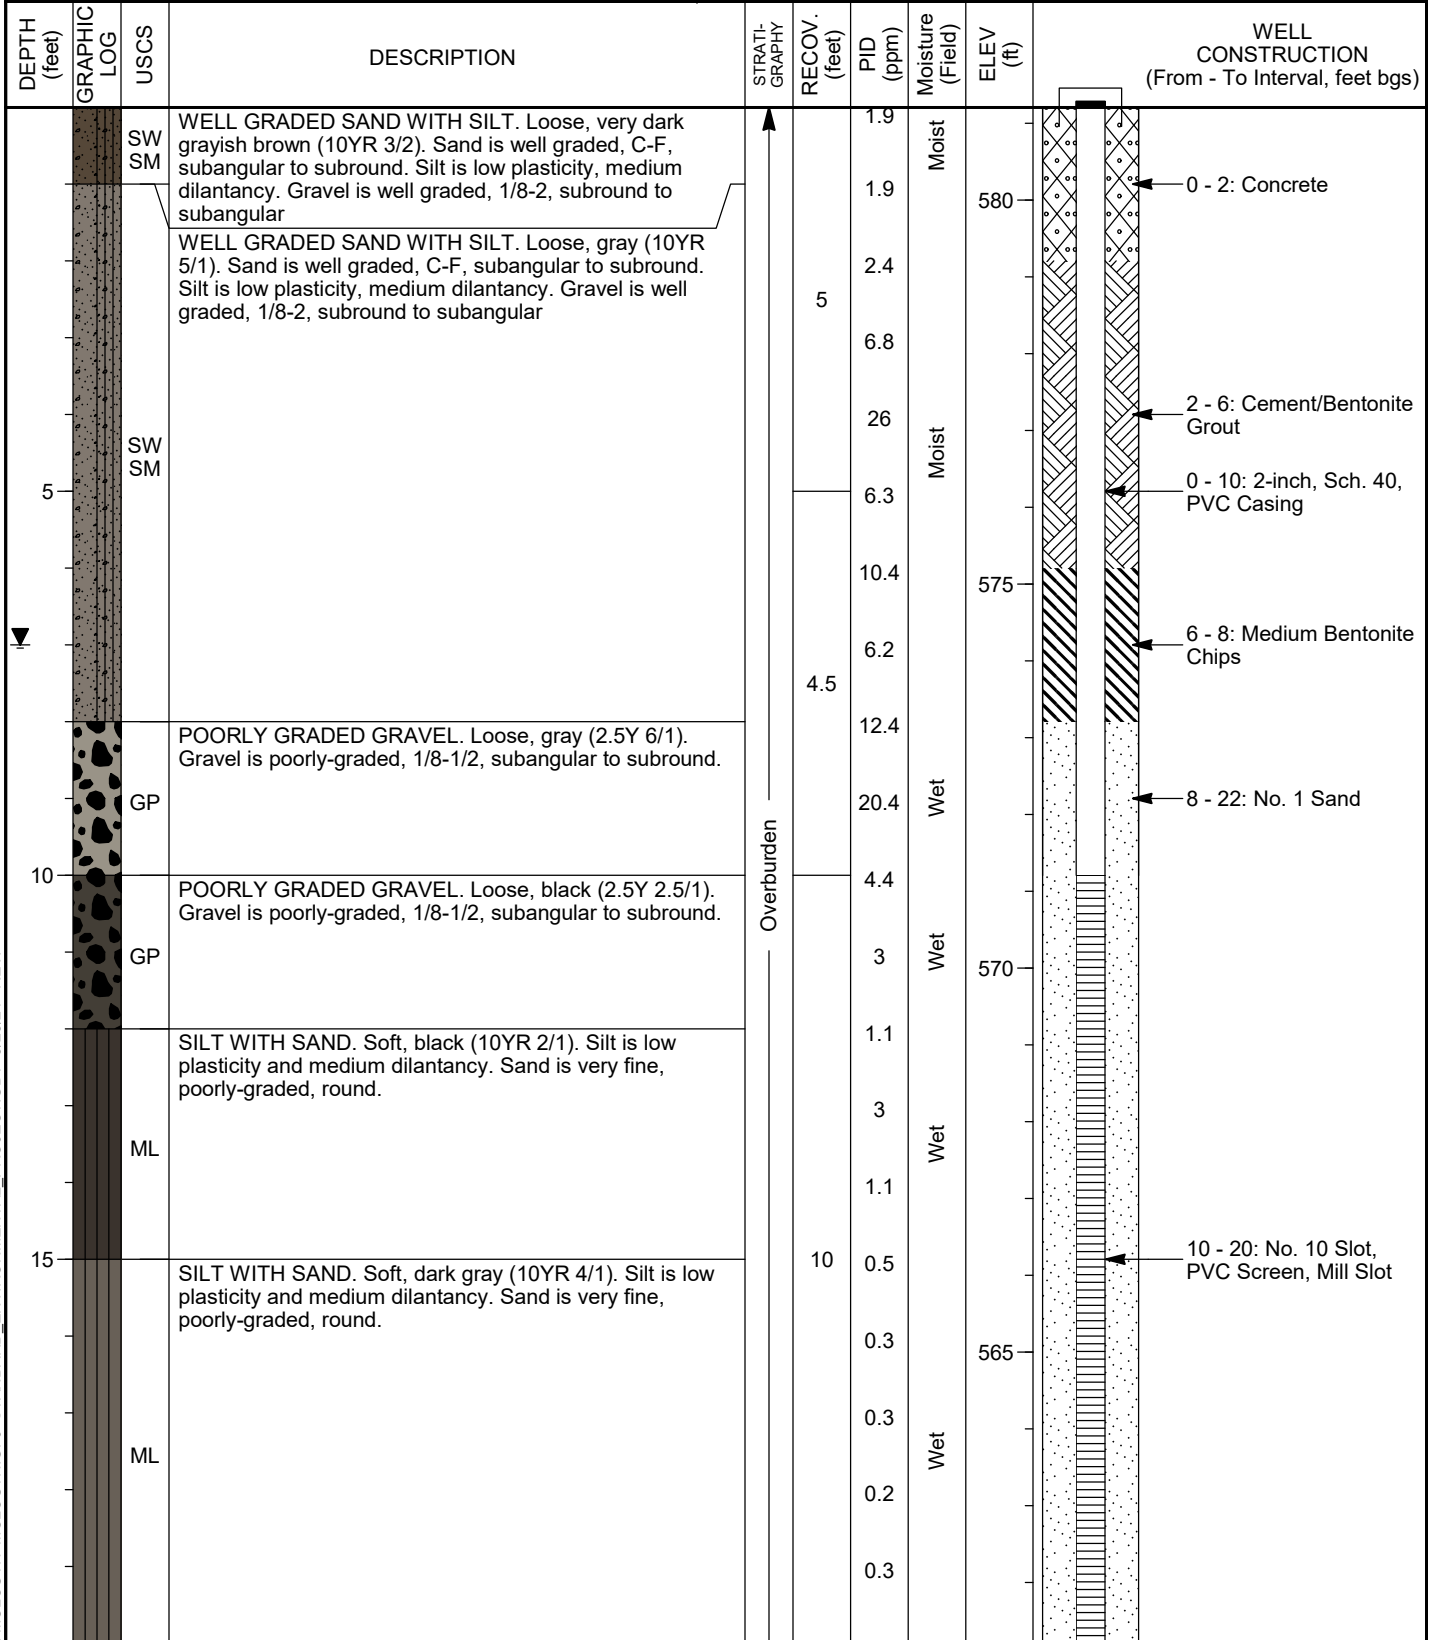 DEPTH
(feet)
GRAPHIC
LOG
USCS
DESCRIPTION
STRATI-
GRAPHY
RECOV.
(feet)
PID
(ppm)
Moisture
(Field)
ELEV
(ft)
WELL
CONSTRUCTION
(From - To Interval, feet bgs)
SW
SM
WELL GRADED SAND WITH SILT. Loose, very dark
grayish brown (10YR 3/2). Sand is well graded, C-F,
subangular to subround. Silt is low plasticity, medium
dilantancy. Gravel is well graded, 1/8-2, subround to
subangular
WELL GRADED SAND WITH SILT. Loose, gray (10YR
5/1). Sand is well graded, C-F, subangular to subround.
Silt is low plasticity, medium dilantancy. Gravel is well
graded, 1/8-2, subround to subangular
SW
SM
5
POORLY GRADED GRAVEL. Loose, gray (2.5Y 6/1).
Gravel is poorly-graded, 1/8-1/2, subangular to subround.
GP
10
POORLY GRADED GRAVEL. Loose, black (2.5Y 2.5/1).
Gravel is poorly-graded, 1/8-1/2, subangular to subround.
GP
SILT WITH SAND. Soft, black (10YR 2/1). Silt is low
plasticity and medium dilantancy. Sand is very fine,
poorly-graded, round.
ML
15
SILT WITH SAND. Soft, dark gray (10YR 4/1). Silt is low
plasticity and medium dilantancy. Sand is very fine,
poorly-graded, round.
ML
Overburden
5
4.5
10
1.9
1.9
2.4
6.8
26
6.3
10.4
6.2
12.4
20.4
4.4
3
1.1
3
1.1
0.5
0.3
0.3
0.2
0.3
Moist
Moist
Wet
Wet
Wet
Wet
580
575
570
565
0 - 2: Concrete
2 - 6: Cement/Bentonite
Grout
0 - 10: 2-inch, Sch. 40,
PVC Casing
6 - 8: Medium Bentonite
Chips
8 - 22: No. 1 Sand
10 - 20: No. 10 Slot,
PVC Screen, Mill Slot